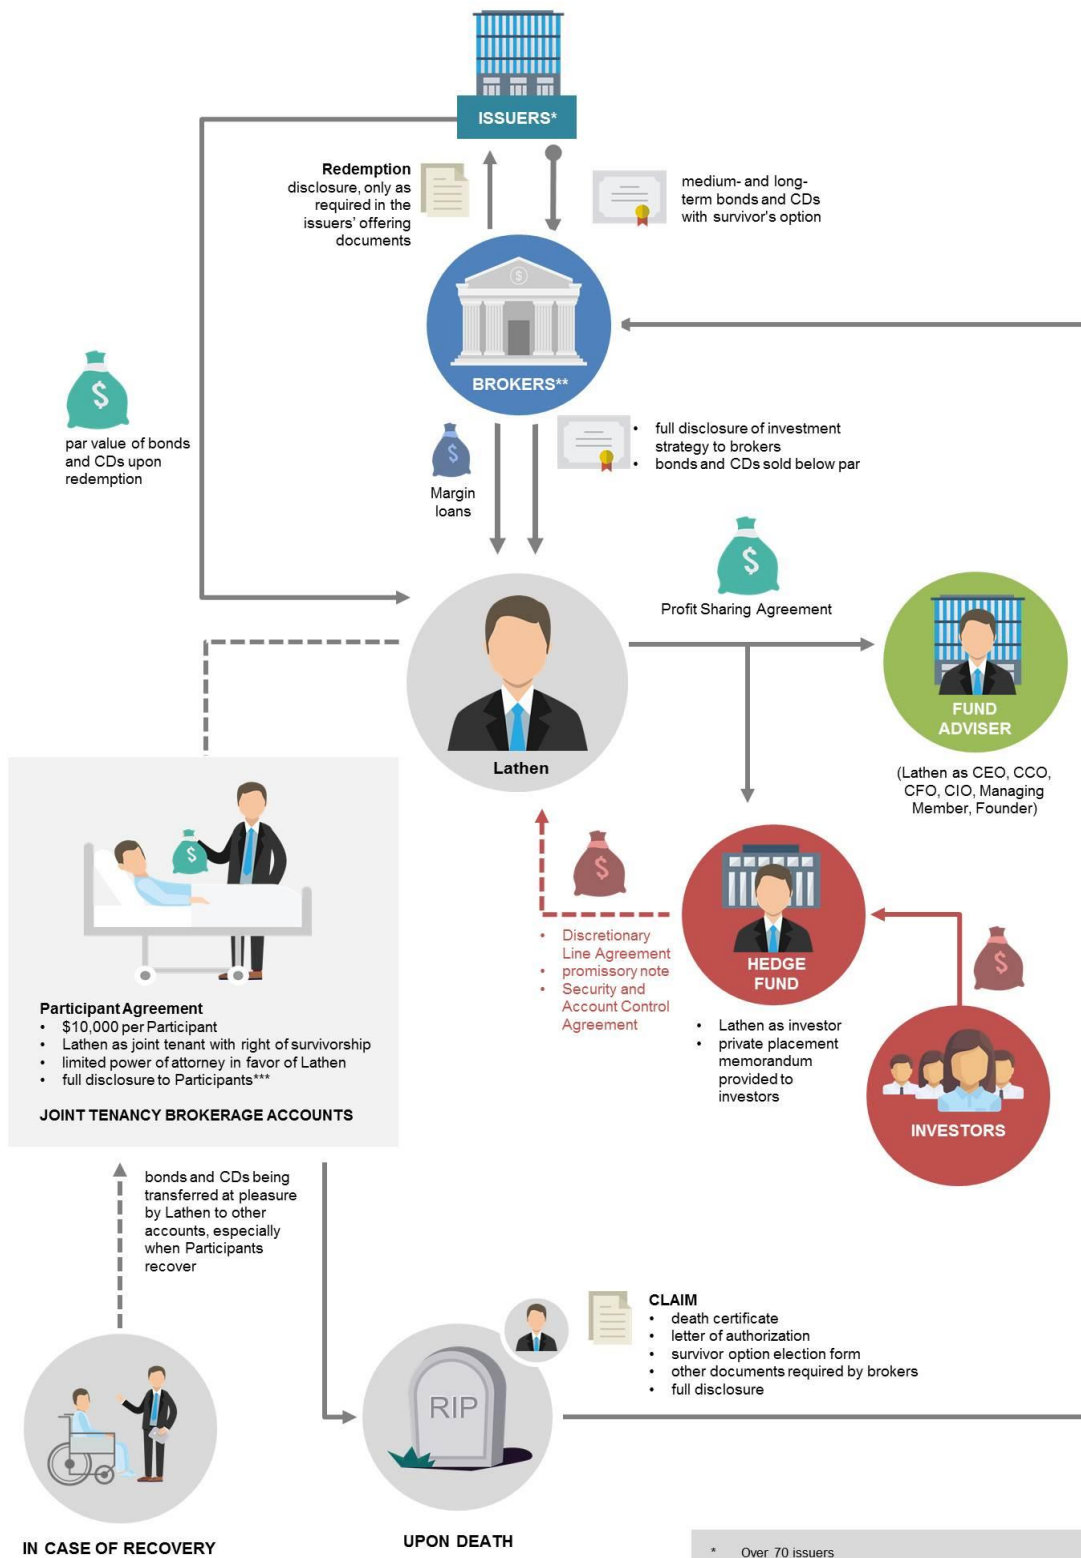 ISSUERS*
Redemption
disclosure, only as
required in the
issuers' offering
documents
medium- and long-
term bonds and CDs
with survivor's option
$
BROKERS**
$
par value of bonds
and CDs upon
redemption
$
Margin
loans
• full disclosure of investment
strategy to brokers
• bonds and CDs sold below par
$
Profit Sharing Agreement
Lathen
FUND
ADVISER
(Lathen as CEO, CCO,
CFO, CIO, Managing
Member, Founder)
$
Participant Agreement
• $10,000 per Participant
• Lathen as joint tenant with right of survivorship
• limited power of attorney in favor of Lathen
• full disclosure to Participants***
JOINT TENANCY BROKERAGE ACCOUNTS
$
• Discretionary
Line Agreement
• promissory note
• Security and
Account Control
Agreement
HEDGE
FUND
• Lathen as investor
• private placement
memorandum
provided to
investors
$
INVESTORS
bonds and CDs being
transferred at pleasure
by Lathen to other
accounts, especially
when Participants
recover
CLAIM
• death certificate
• letter of authorization
• survivor option election form
• other documents required by brokers
• full disclosure
RIP
IN CASE OF RECOVERY
UPON DEATH
* Over 70 issuers